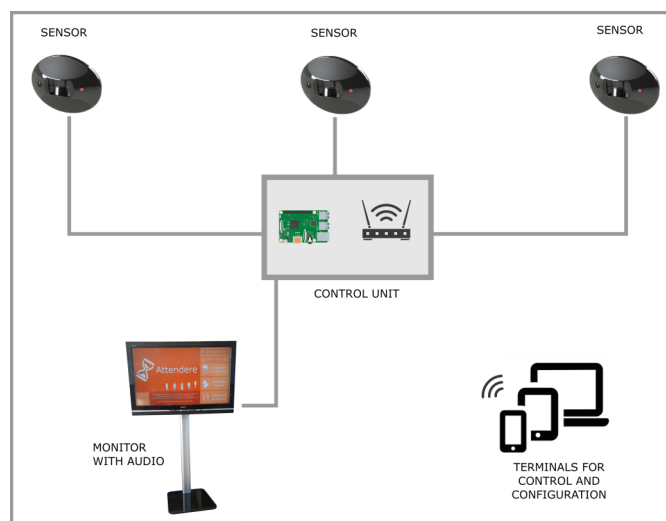 SENSOR
SENSOR
SENSOR
CONTROL UNIT
Attendere
MONITOR
WITH AUDIO
TERMINALS FOR
CONTROL AND
CONFIGURATION